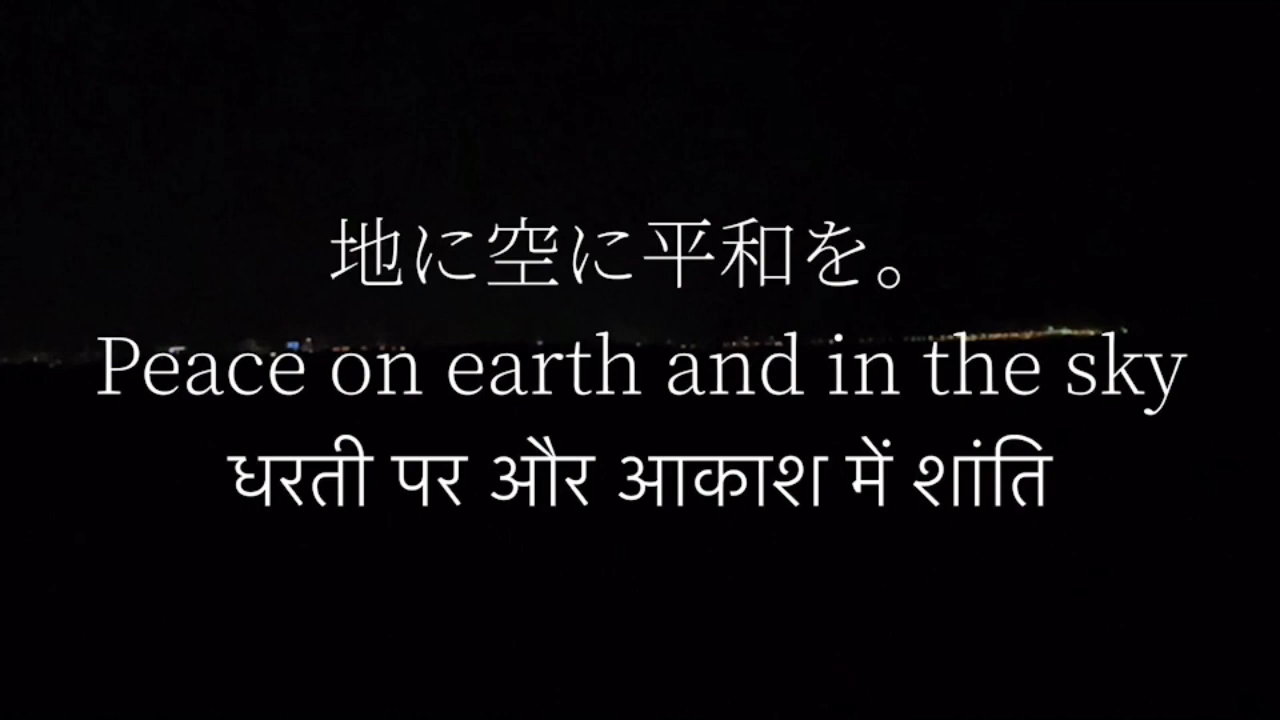 地に空に平和を。
Peace on earth and in the sky
धरती पर और आकाश में शांति